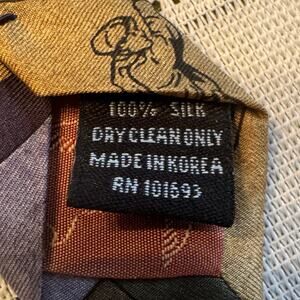 100% SILK
DRY CLEAN ONLY
MADE IN KOREA
RN 101693